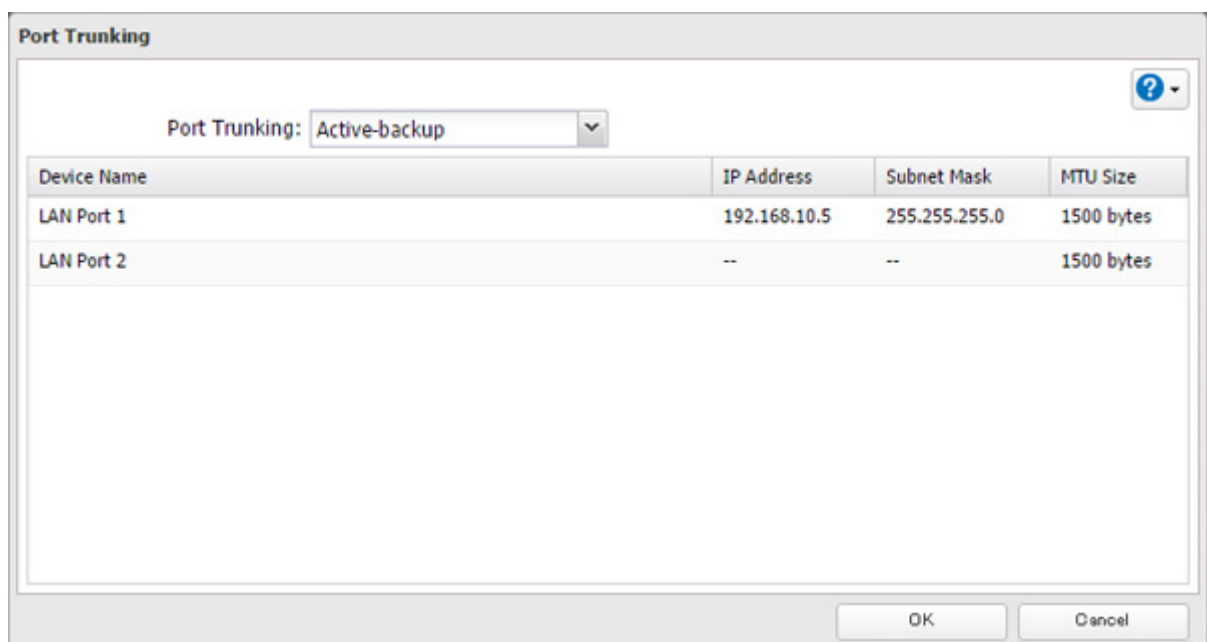 Port Trunking
?
Port Trunking: Active-backup
Device Name IP Address Subnet Mask MTU Size
LAN Port 1 192.168.10.5 255.255.255.0 1500 bytes
LAN Port 2 -- -- 1500 bytes
OK Cancel